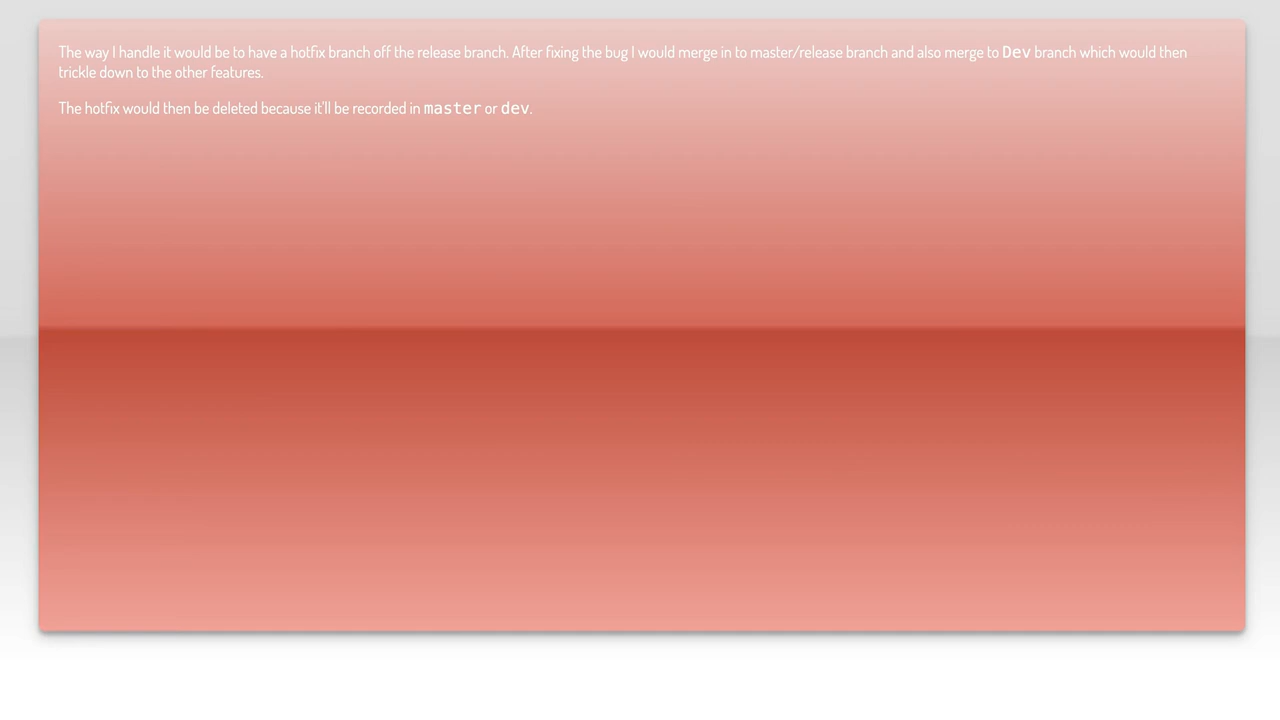 The way I handle it would be to have a hotfix branch off the release branch. After fixing the bug I would merge in to master/release branch and also merge to Dev branch which would then
trickle down to the other features.
The hotfix would then be deleted because it'll be recorded in master or dev.